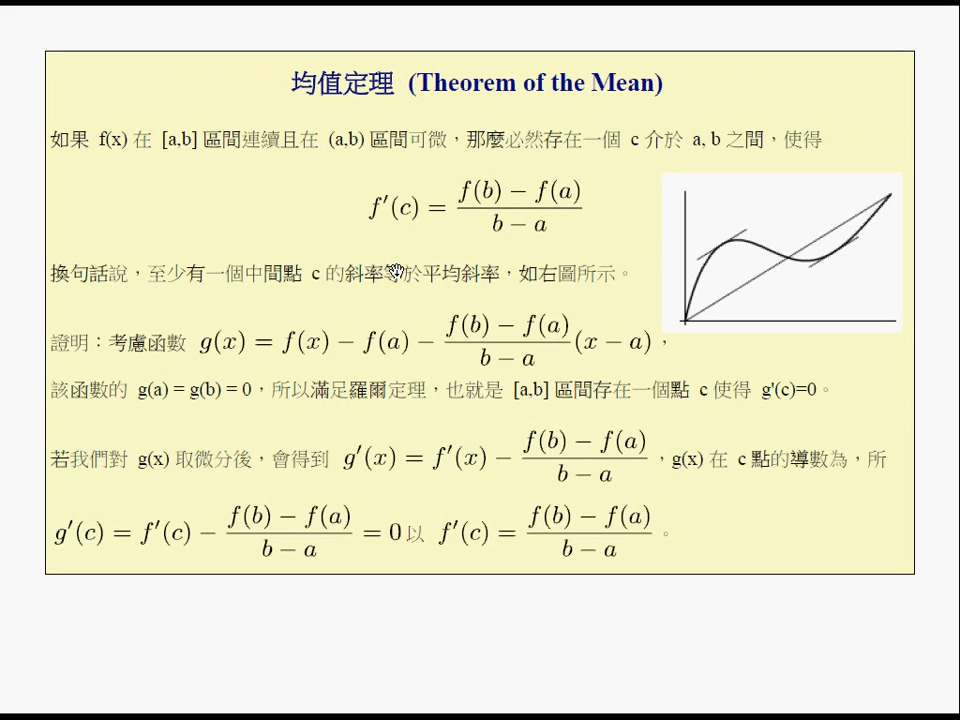 均值定理 (Theorem of the Mean)
如果 f(x) 在 [a,b] 區間連續且在 (a,b) 區間可微，那麼必然存在一個 c 介於 a, b 之間，使得
f′(c) = \frac{f(b) − f(a)}{b − a}
換句話說，至少有一個中間點 c 的斜率等於平均斜率，如右圖所示。
證明：考慮函數 g(x) = f(x) − f(a) − \frac{f(b) − f(a)}{b − a}(x − a)，
該函數的 g(a) = g(b) = 0，所以滿足羅爾定理，也就是 [a,b] 區間存在一個點 c 使得 g'(c)=0。
若我們對 g(x) 取微分後，會得到 g′(x) = f′(x) − \frac{f(b) − f(a)}{b − a}，g(x) 在 c 點的導數為，所
g′(c) = f′(c) − \frac{f(b) − f(a)}{b − a} = 0 以 f′(c) = \frac{f(b) − f(a)}{b − a}。